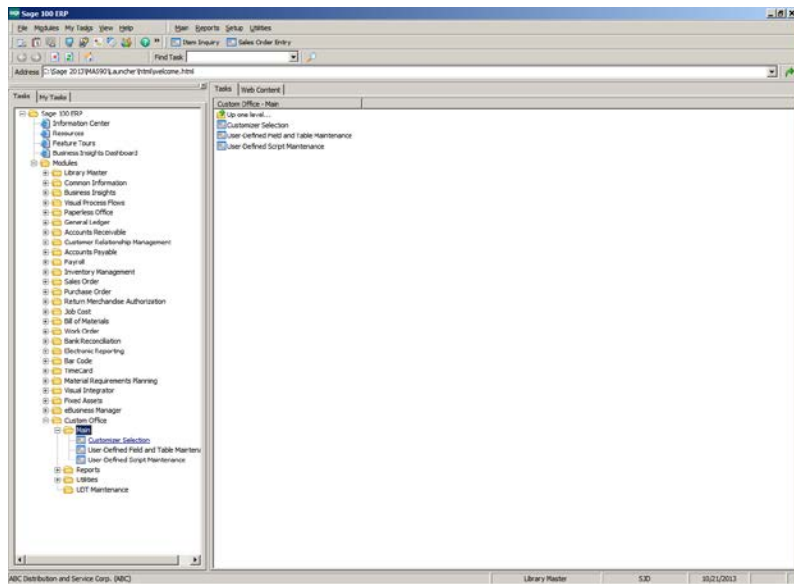 Sage 100 ERP
File Modules My Tasks View Help Main Reports Setup Utilities
Item Inquiry Sales Order Entry
Find Task
Address C:\Sage 2013\MAS90\Launcher\html\welcome.html
Tasks My Tasks
Tasks Web Content
Custom Office - Main
Up one level...
Customizer Selection
User-Defined Field and Table Maintenance
User-Defined Script Maintenance
Sage 100 ERP
Information Center
Resources
Feature Tours
Business Insights Dashboard
Modules
Library Master
Common Information
Business Insights
Visual Process Flows
Paperless Office
General Ledger
Accounts Receivable
Customer Relationship Management
Accounts Payable
Payroll
Inventory Management
Sales Order
Purchase Order
Return Merchandise Authorization
Job Cost
Bill of Materials
Work Order
Bank Reconciliation
Electronic Reporting
Bar Code
TimeCard
Material Requirements Planning
Visual Integrator
Fixed Assets
eBusiness Manager
Custom Office
Main
Customizer Selection
User-Defined Field and Table Mainten
User-Defined Script Maintenance
Reports
Utilities
UDT Maintenance
ABC Distribution and Service Corp. (ABC) Library Master SJD 10/21/2013